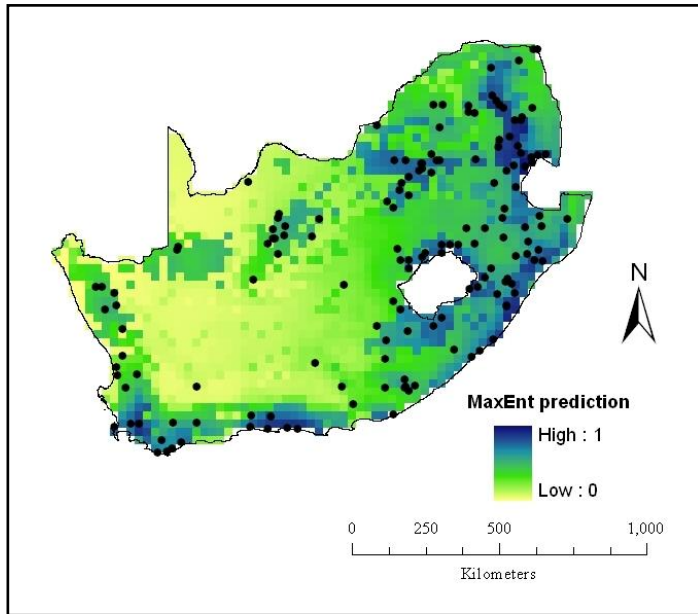 N
MaxEnt prediction
High : 1
Low : 0
0 250 500 1,000
Kilometers